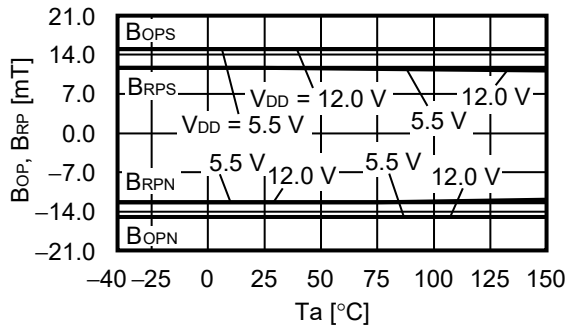 21.0
BOPS
14.0
BRPS
VDD = 12.0 V
12.0 V
7.0
VDD = 5.5 V
5.5 V
0.0
BOP, BRP [mT]
5.5 V
5.5 V
−7.0
BRPN
12.0 V
12.0 V
−14.0
BOPN
−21.0
−40 −25 0 25 50 75 100 125 150
Ta [°C]